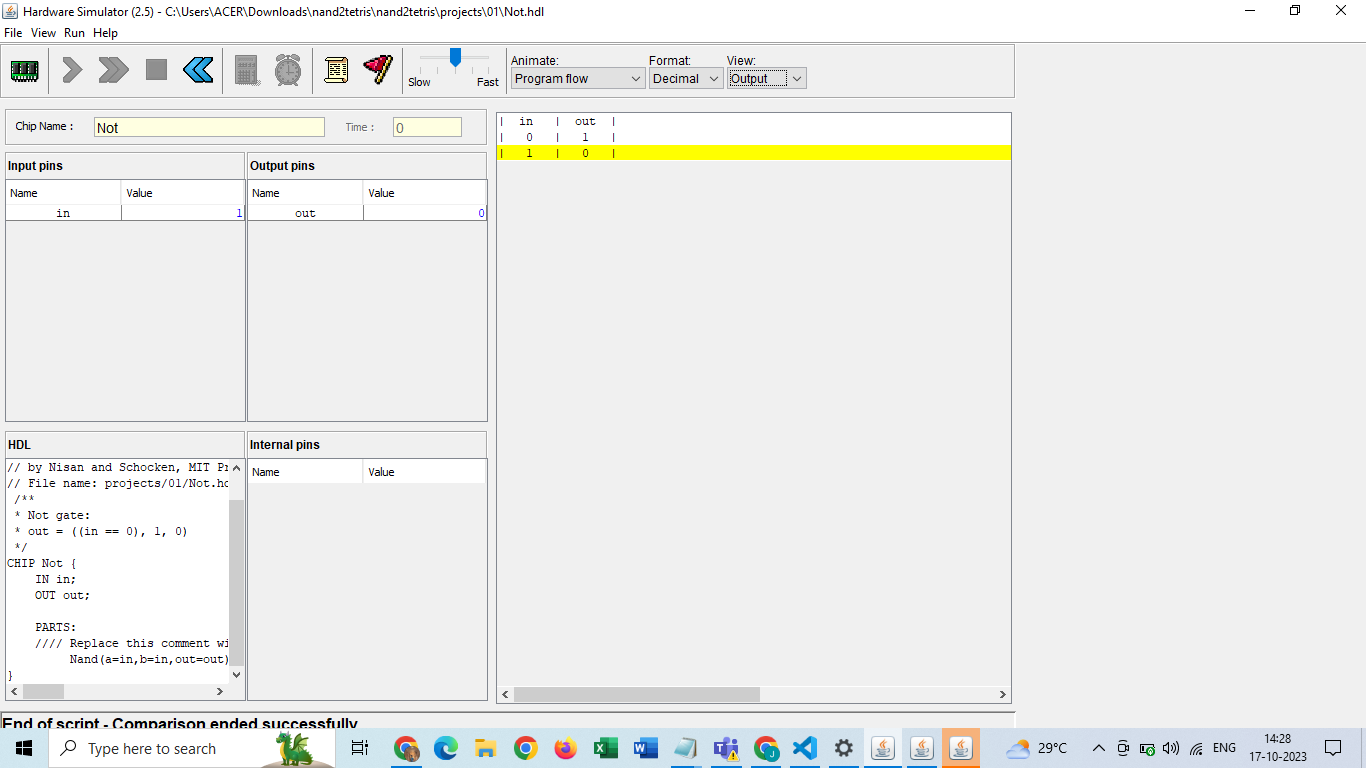 Hardware Simulator (2.5) - C:\Users\ACER\Downloads\nand2tetris\nand2tetris\projects\01\Not.hdl
File View Run Help
Slow Fast
Animate: Format: View:
Program flow Decimal Output
Chip Name : Not Time : 0
Input pins Output pins
Name Value Name Value
in 1 out 0
| in | out |
| 0 | 1 |
| 1 | 0 |
HDL
// by Nisan and Schocken, MIT Pr
// File name: projects/01/Not.hd
/**
* Not gate:
* out = ((in == 0), 1, 0)
*/
CHIP Not {
IN in;
OUT out;
PARTS:
//// Replace this comment wi
Nand(a=in,b=in,out=out)
}
Internal pins
Name Value
End of script - Comparison ended successfully
Type here to search
29°C
ENG
14:28
17-10-2023